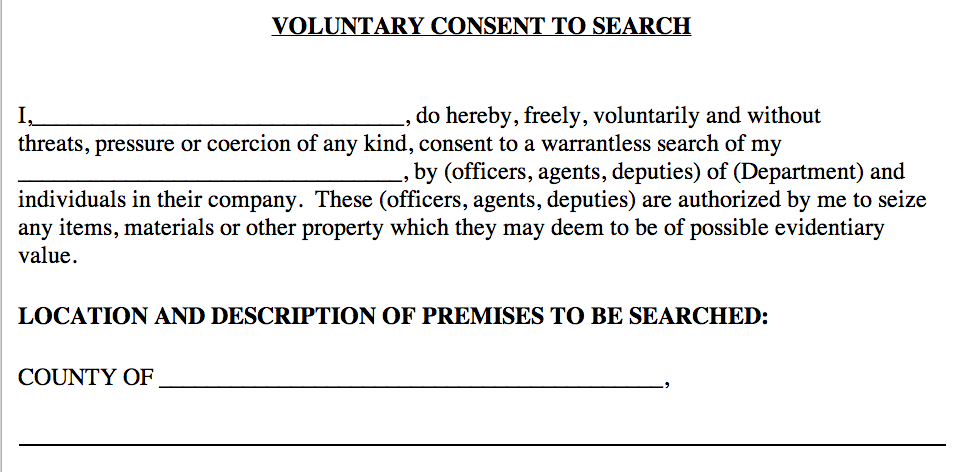 VOLUNTARY CONSENT TO SEARCH
I,________________________________, do hereby, freely, voluntarily and without
threats, pressure or coercion of any kind, consent to a warrantless search of my
_________________________________, by (officers, agents, deputies) of (Department) and
individuals in their company.  These (officers, agents, deputies) are authorized by me to seize
any items, materials or other property which they may deem to be of possible evidentiary
value.
LOCATION AND DESCRIPTION OF PREMISES TO BE SEARCHED:
COUNTY OF ___________________________________________,